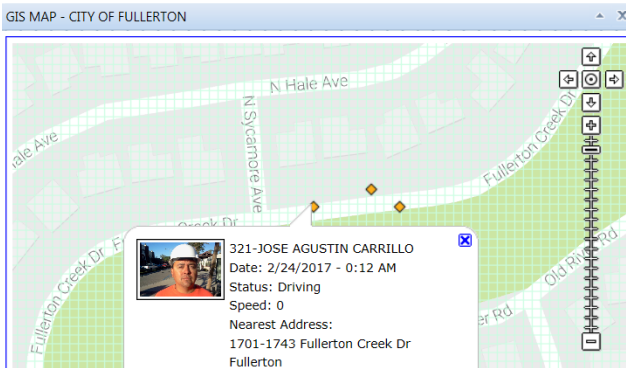 GIS MAP - CITY OF FULLERTON
N Hale Ave
ale Ave
N Sycamore Ave
Fullerton Creek Dr
Creek Dr
Fullerton Creek Dr
Old River Rd
er Rd
321-JOSE AGUSTIN CARRILLO
Date: 2/24/2017 - 0:12 AM
Status: Driving
Speed: 0
Nearest Address:
1701-1743 Fullerton Creek Dr
Fullerton